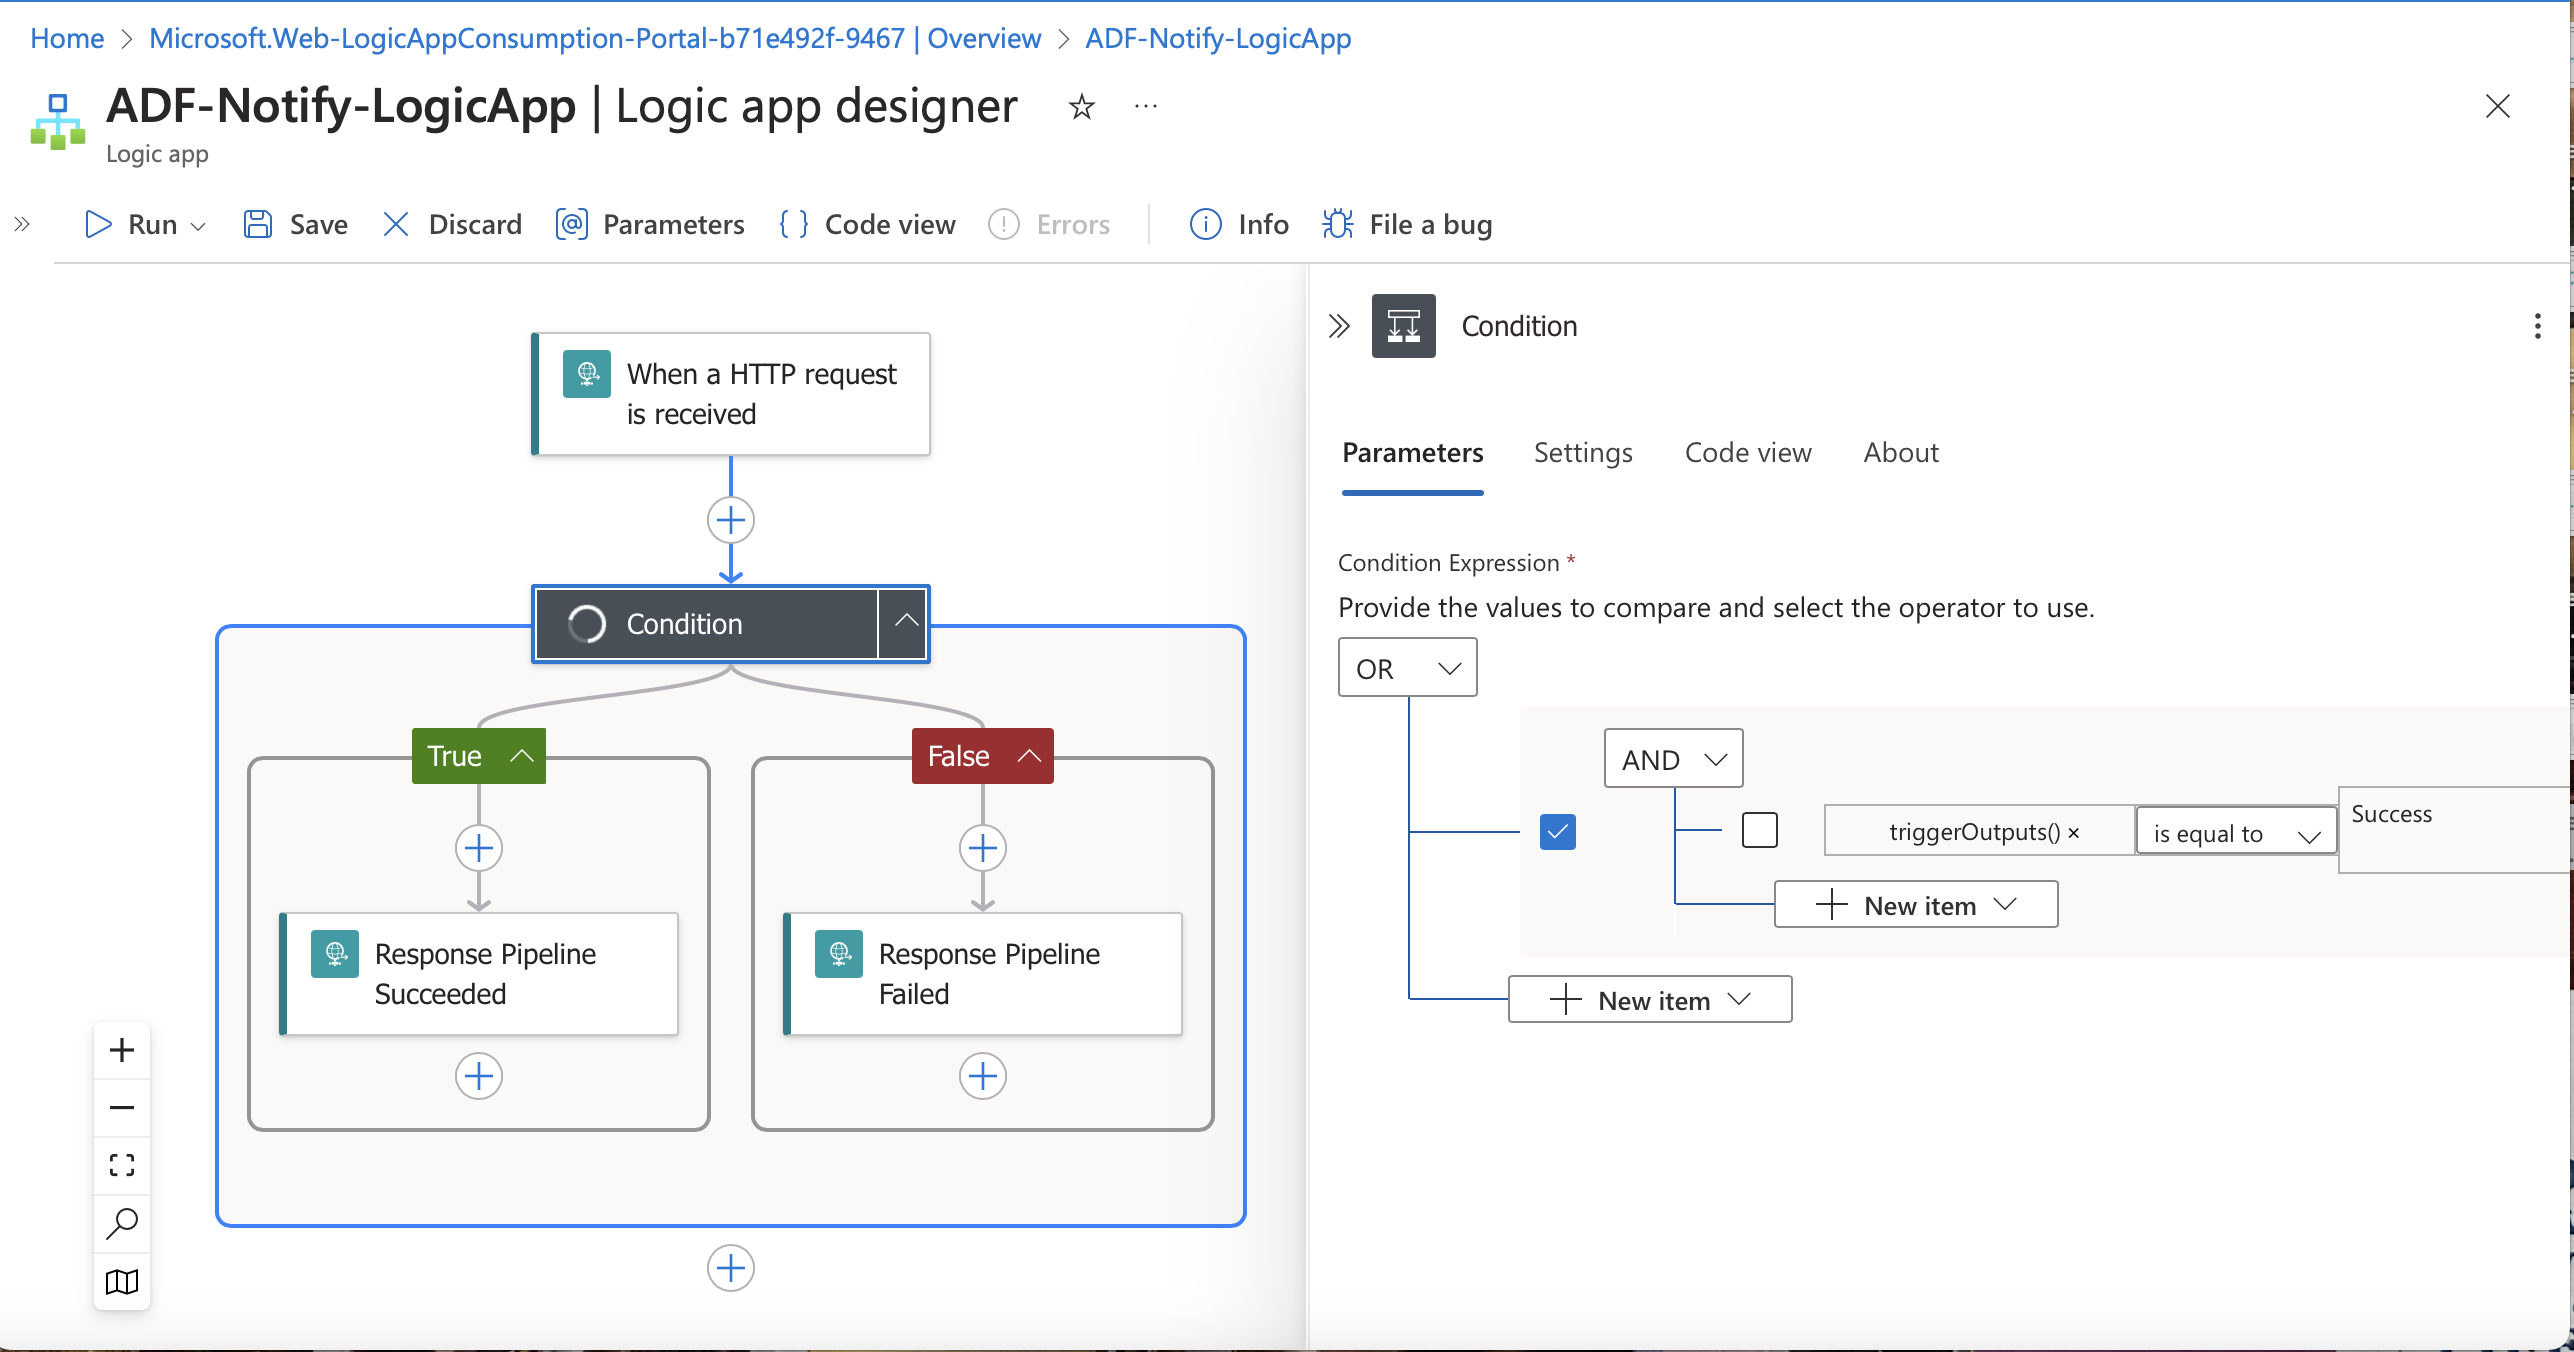 Home > Microsoft.Web-LogicAppConsumption-Portal-b71e492f-9467 | Overview > ADF-Notify-LogicApp
ADF-Notify-LogicApp | Logic app designer
Logic app
Run
Save
Discard
Parameters
Code view
Errors
Info
File a bug
When a HTTP request
is received
Condition
True
False
Response Pipeline
Succeeded
Response Pipeline
Failed
Condition
Parameters
Settings
Code view
About
Condition Expression *
Provide the values to compare and select the operator to use.
OR
AND
triggerOutputs() ×
is equal to
Success
New item
New item